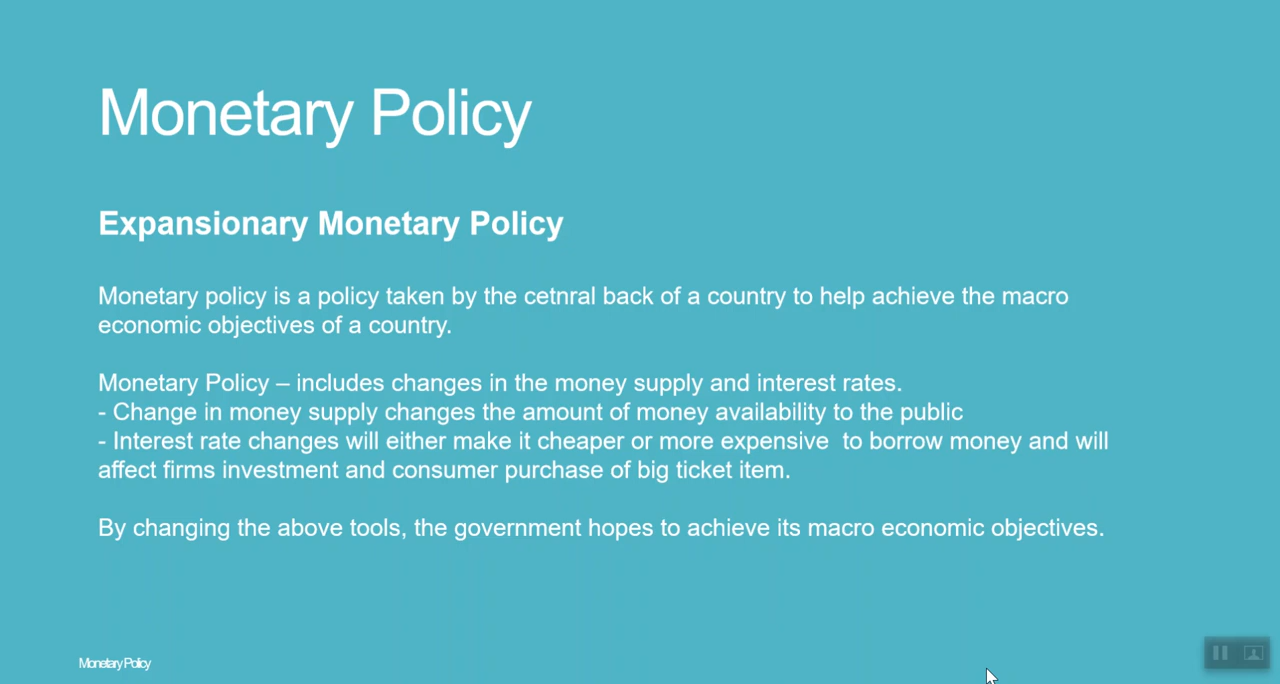 Monetary Policy
Expansionary Monetary Policy
Monetary policy is a policy taken by the cetnral back of a country to help achieve the macro
economic objectives of a country.
Monetary Policy – includes changes in the money supply and interest rates.
- Change in money supply changes the amount of money availability to the public
- Interest rate changes will either make it cheaper or more expensive  to borrow money and will
affect firms investment and consumer purchase of big ticket item.
By changing the above tools, the government hopes to achieve its macro economic objectives.
Monetary Policy